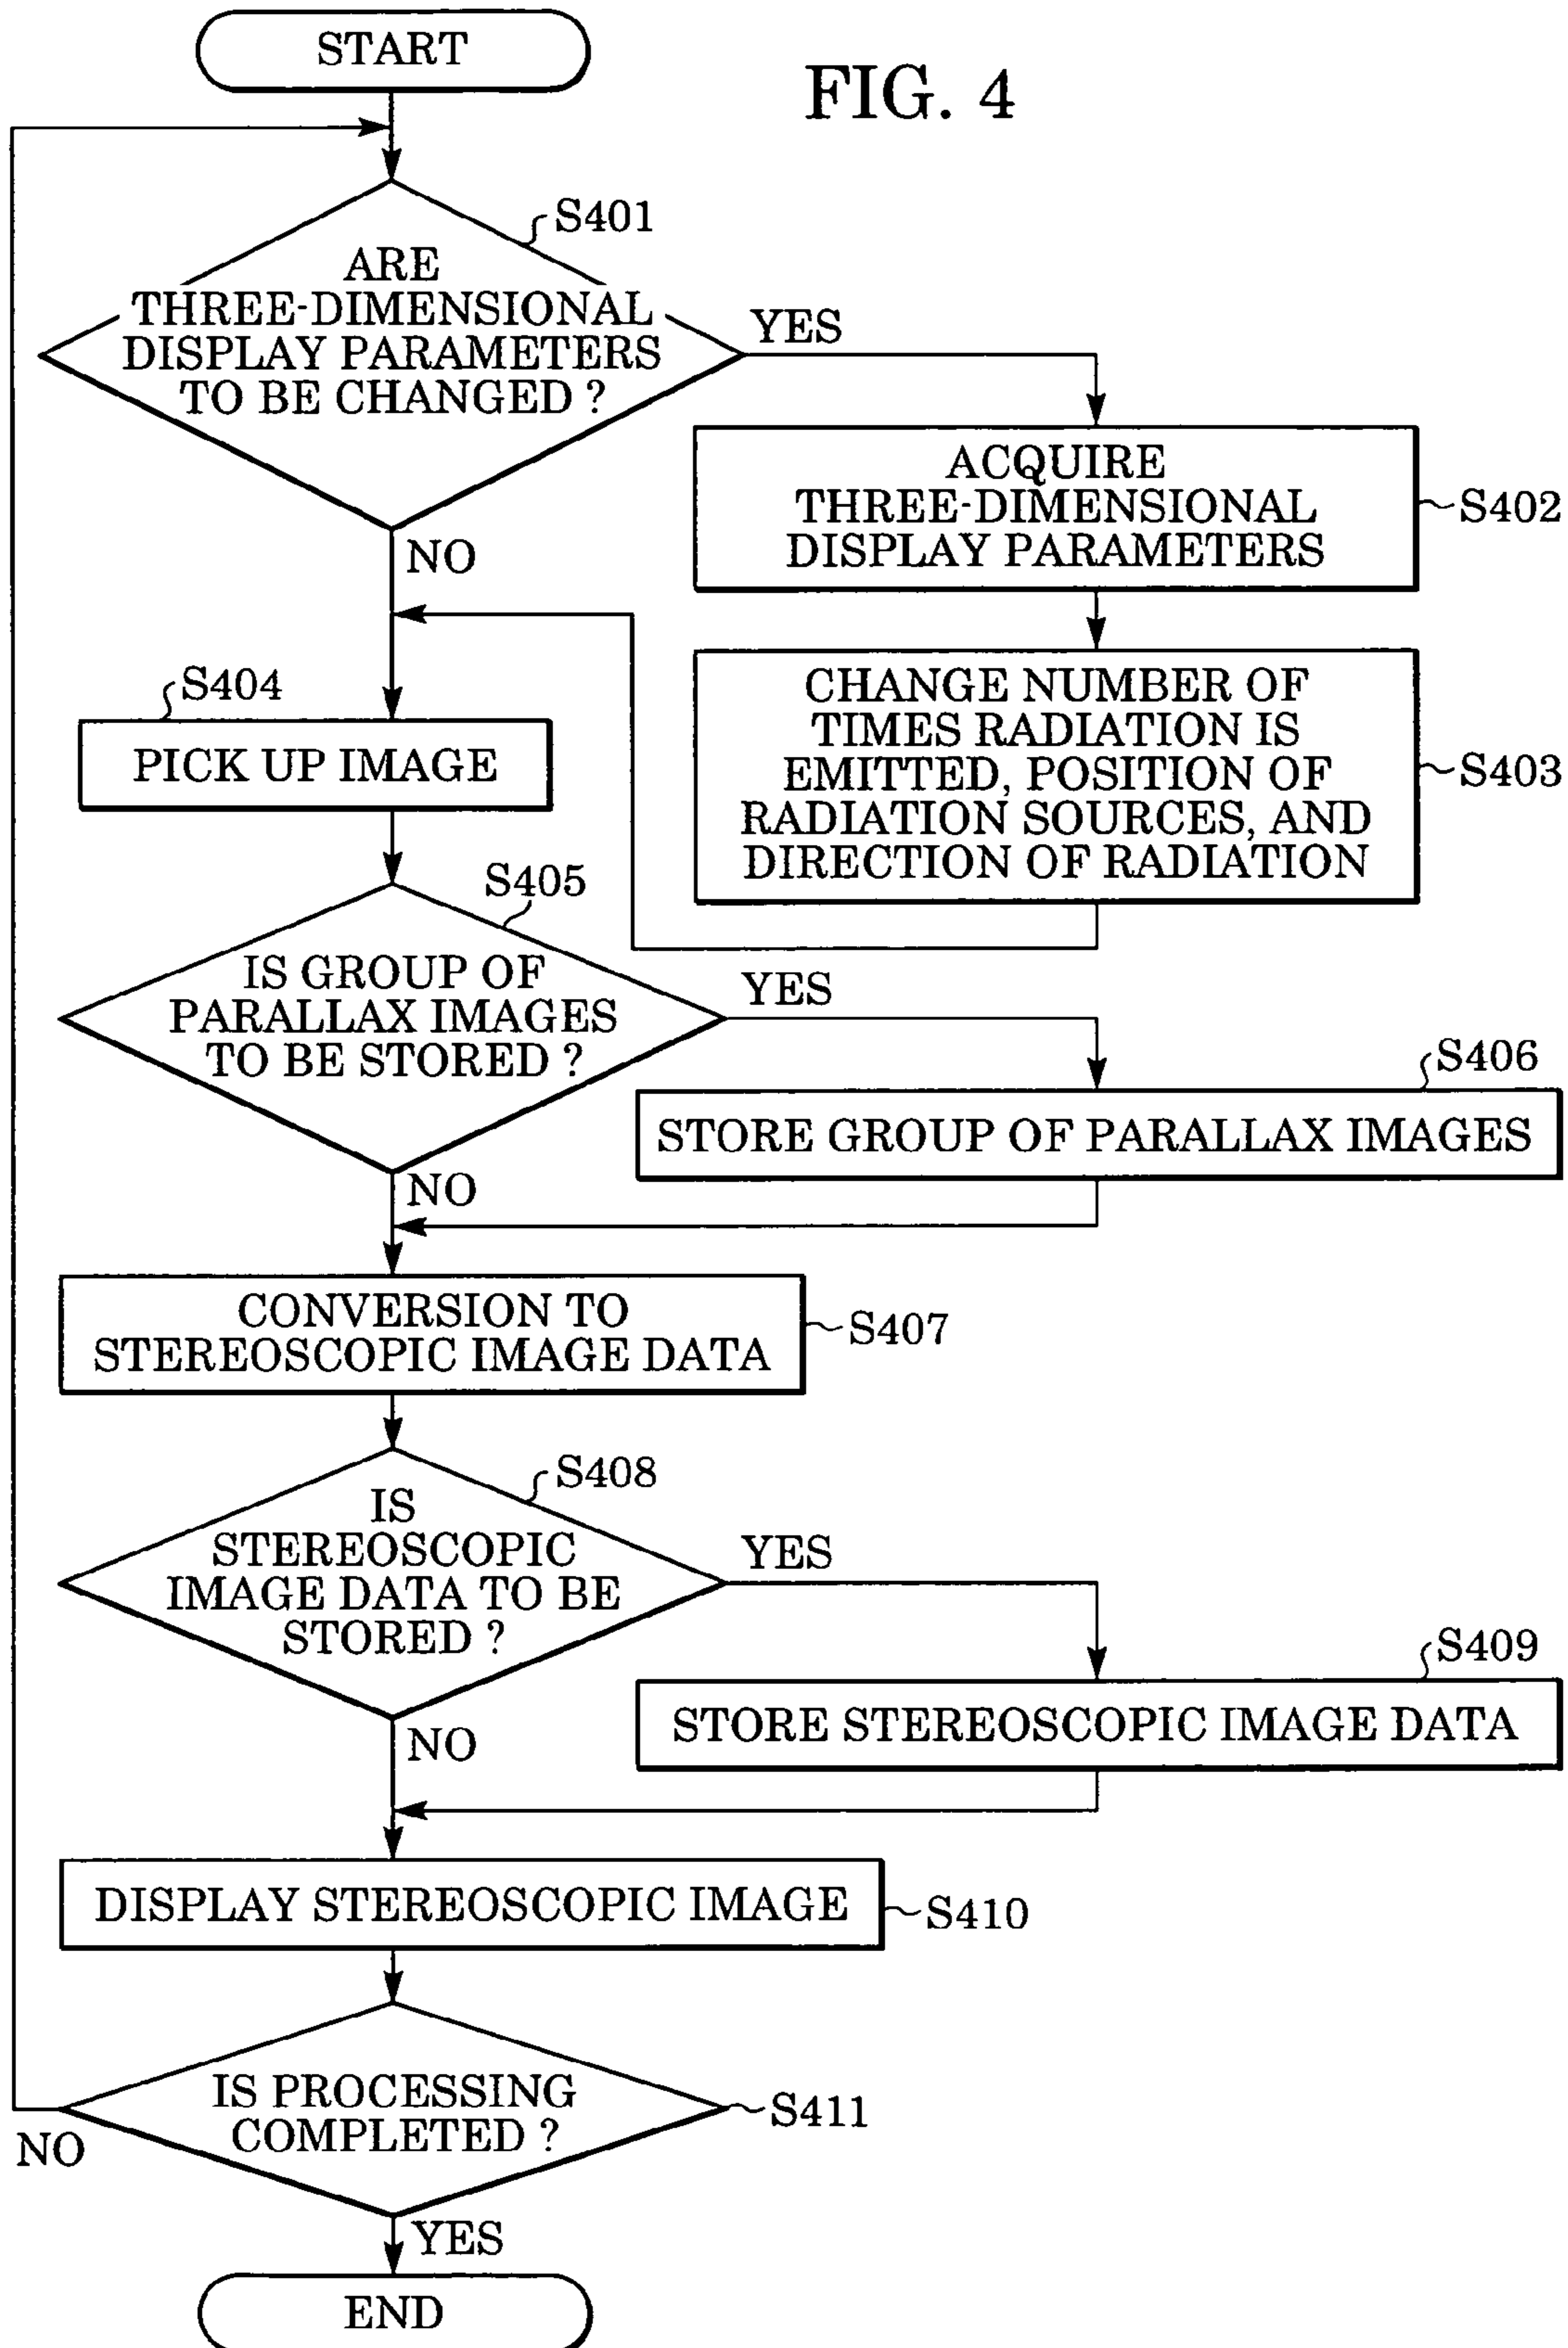 START
FIG. 4
S401
ARE
THREE-DIMENSIONAL
DISPLAY PARAMETERS
TO BE CHANGED ?
YES
NO
ACQUIRE
THREE-DIMENSIONAL
DISPLAY PARAMETERS
S402
CHANGE NUMBER OF
TIMES RADIATION IS
EMITTED, POSITION OF
RADIATION SOURCES, AND
DIRECTION OF RADIATION
S403
S404
PICK UP IMAGE
S405
IS GROUP OF
PARALLAX IMAGES
TO BE STORED ?
YES
NO
S406
STORE GROUP OF PARALLAX IMAGES
CONVERSION TO
STEREOSCOPIC IMAGE DATA
S407
S408
IS
STEREOSCOPIC
IMAGE DATA TO BE
STORED ?
YES
NO
S409
STORE STEREOSCOPIC IMAGE DATA
DISPLAY STEREOSCOPIC IMAGE
S410
IS PROCESSING
COMPLETED ?
S411
NO
YES
END